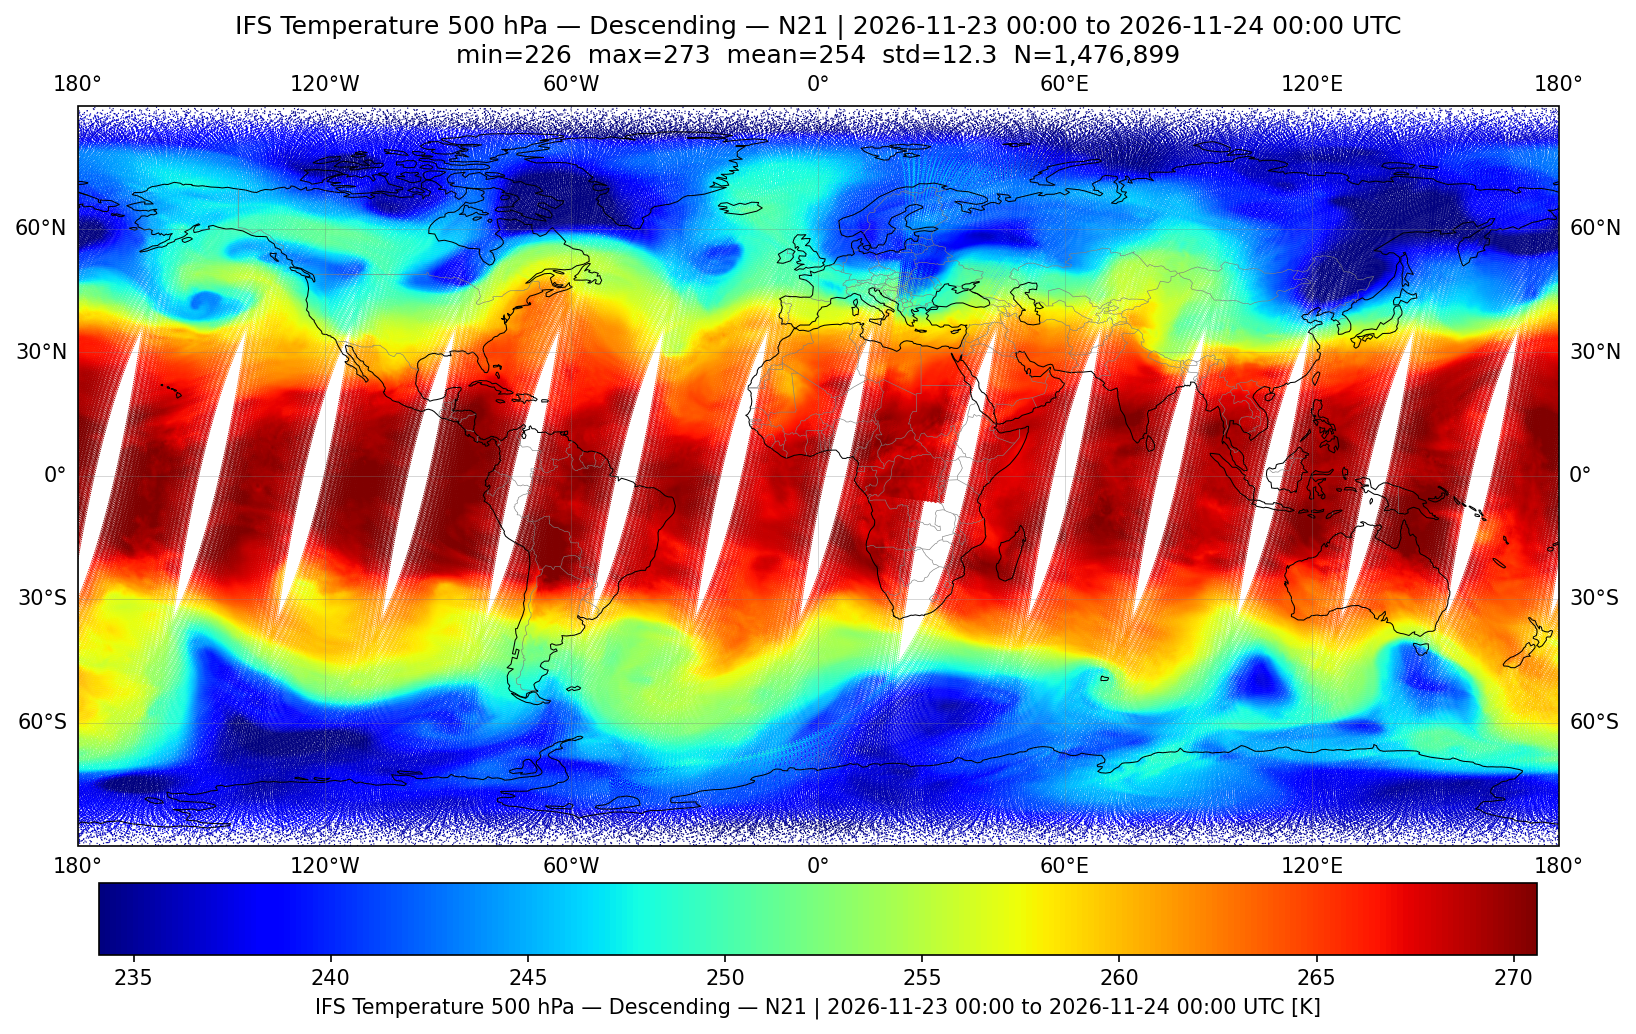 IFS Temperature 500 hPa — Descending — N21 | 2026-11-23 00:00 to 2026-11-24 00:00 UTC
min=226  max=273  mean=254  std=12.3  N=1,476,899
180° 120°W 60°W 0° 60°E 120°E 180°
60°N 60°N
30°N 30°N
0° 0°
30°S 30°S
60°S 60°S
180° 120°W 60°W 0° 60°E 120°E 180°
235 240 245 250 255 260 265 270
IFS Temperature 500 hPa — Descending — N21 | 2026-11-23 00:00 to 2026-11-24 00:00 UTC [K]